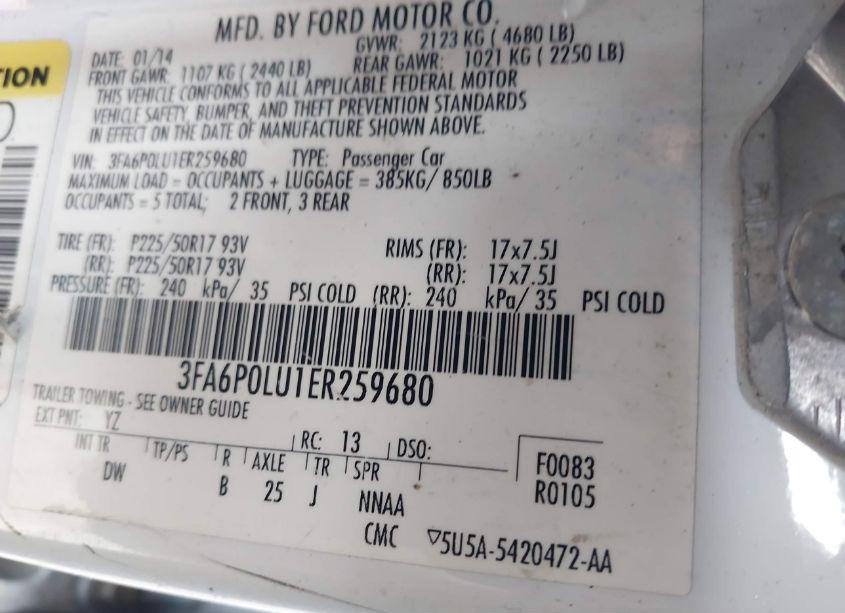 TION
MFD. BY FORD MOTOR CO.
DATE: 01/14 GVWR: 2123 KG ( 4680 LB)
FRONT GAWR: 1107 KG ( 2440 LB) REAR GAWR: 1021 KG ( 2250 LB)
THIS VEHICLE CONFORMS TO ALL APPLICABLE FEDERAL MOTOR
VEHICLE SAFETY, BUMPER, AND THEFT PREVENTION STANDARDS
IN EFFECT ON THE DATE OF MANUFACTURE SHOWN ABOVE.
VIN: 3FA6P0LU1ER259680 TYPE: Passenger Car
MAXIMUM LOAD = OCCUPANTS + LUGGAGE = 385KG/ 850LB
OCCUPANTS = 5 TOTAL; 2 FRONT, 3 REAR
TIRE (FR): P225/50R17 93V RIMS (FR): 17x7.5J
(RR): P225/50R17 93V (RR): 17x7.5J
PRESSURE (FR): 240 kPa/ 35 PSI COLD (RR): 240 kPa/ 35 PSI COLD
3FA6P0LU1ER259680
TRAILER TOWING - SEE OWNER GUIDE
EXT PNT: YZ RC: 13 DSO:
INT TR TP/PS R AXLE TR SPR F0083
DW B 25 J NNAA R0105
CMC ▽5U5A-5420472-AA